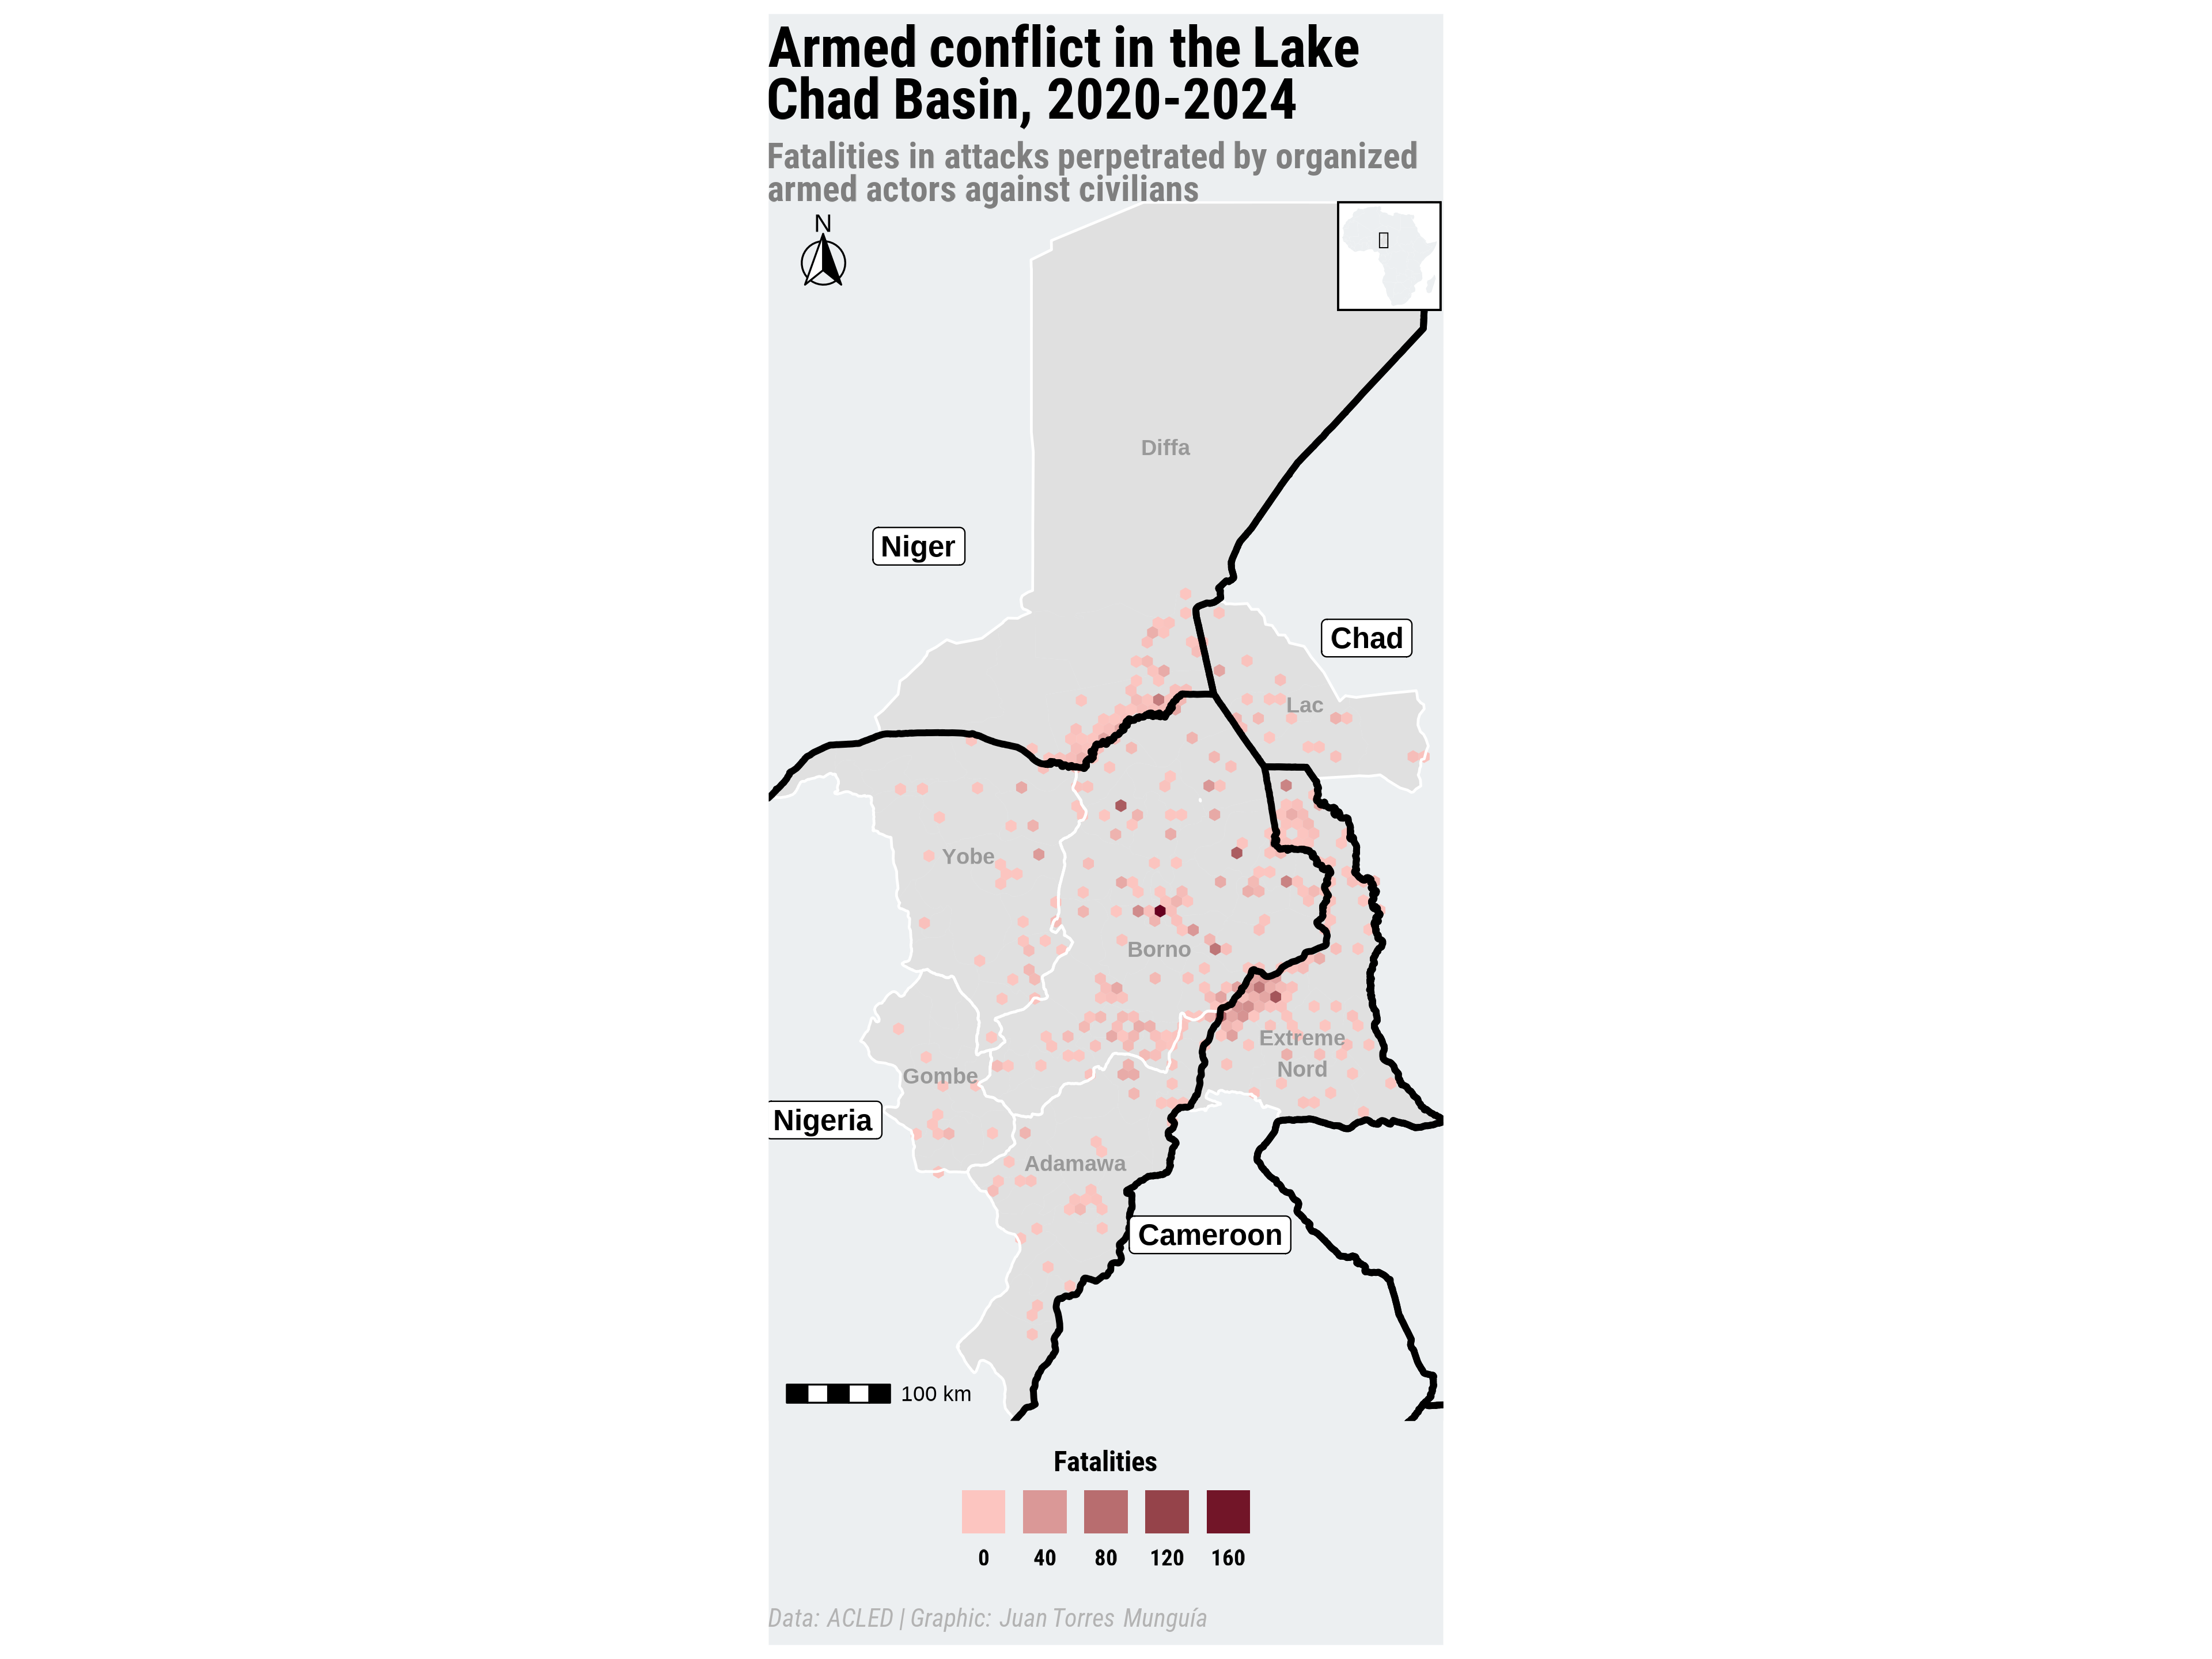 Armed conflict in the Lake
Chad Basin, 2020-2024
Fatalities in attacks perpetrated by organized
armed actors against civilians
N
Diffa
Niger
Chad
Lac
Yobe
Borno
Extreme
Nord
Gombe
Nigeria
Adamawa
Cameroon
100 km
Fatalities
0 40 80 120 160
Data: ACLED | Graphic: Juan Torres Munguía